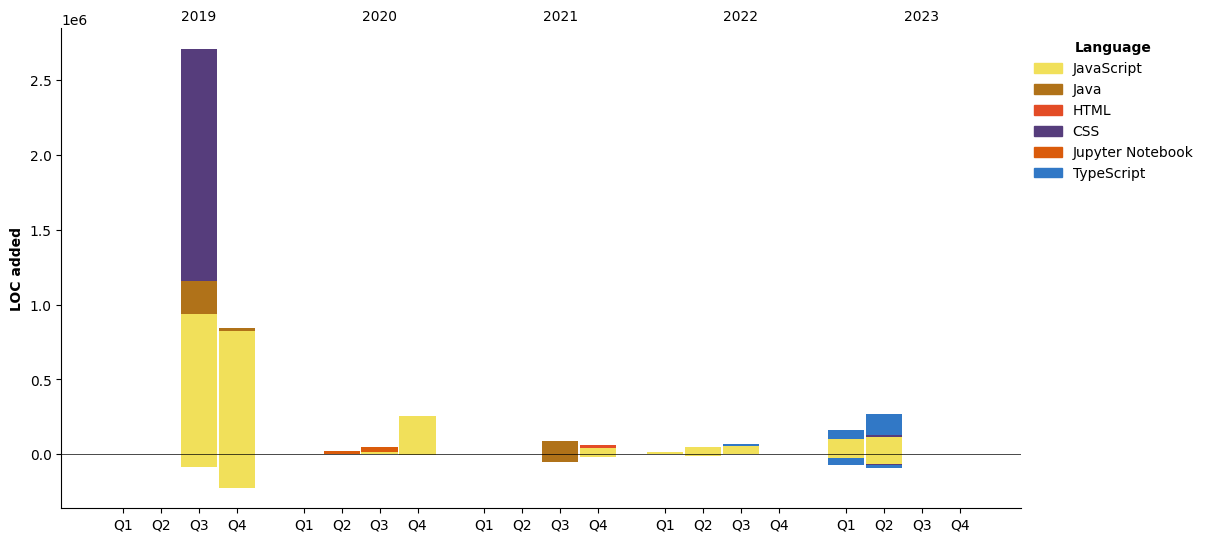 1e6
2019 2020 2021 2022 2023
Language
JavaScript
Java
HTML
CSS
Jupyter Notebook
TypeScript
LOC added
2.5
2.0
1.5
1.0
0.5
0.0
Q1 Q2 Q3 Q4 Q1 Q2 Q3 Q4 Q1 Q2 Q3 Q4 Q1 Q2 Q3 Q4 Q1 Q2 Q3 Q4